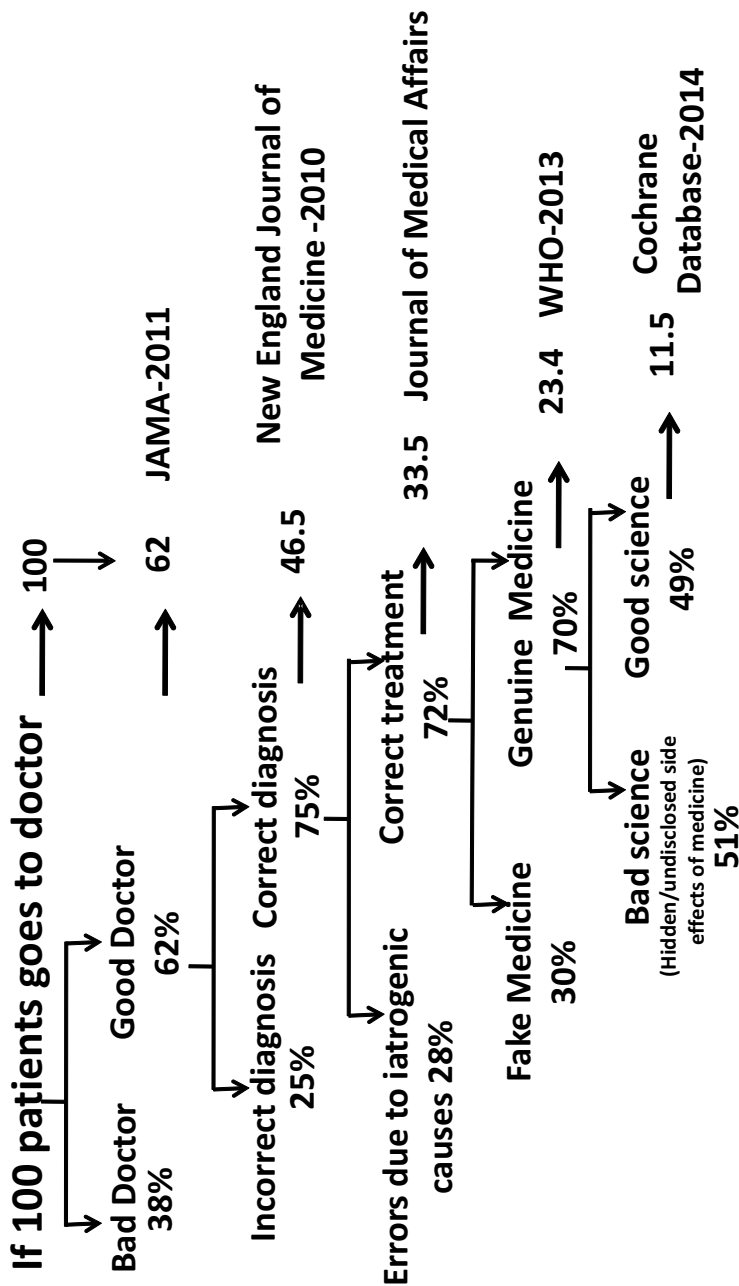 If 100 patients goes to doctor
100
Bad Doctor
38%
Good Doctor
62%
62 JAMA-2011
Incorrect diagnosis
25%
Correct diagnosis
75%
46.5
New England Journal of
Medicine -2010
Errors due to iatrogenic
causes 28%
Correct treatment
72%
33.5 Journal of Medical Affairs
Fake Medicine
30%
Genuine Medicine
70%
23.4 WHO-2013
Bad science
(Hidden/undisclosed side
effects of medicine)
51%
Good science
49%
11.5
Cochrane
Database-2014